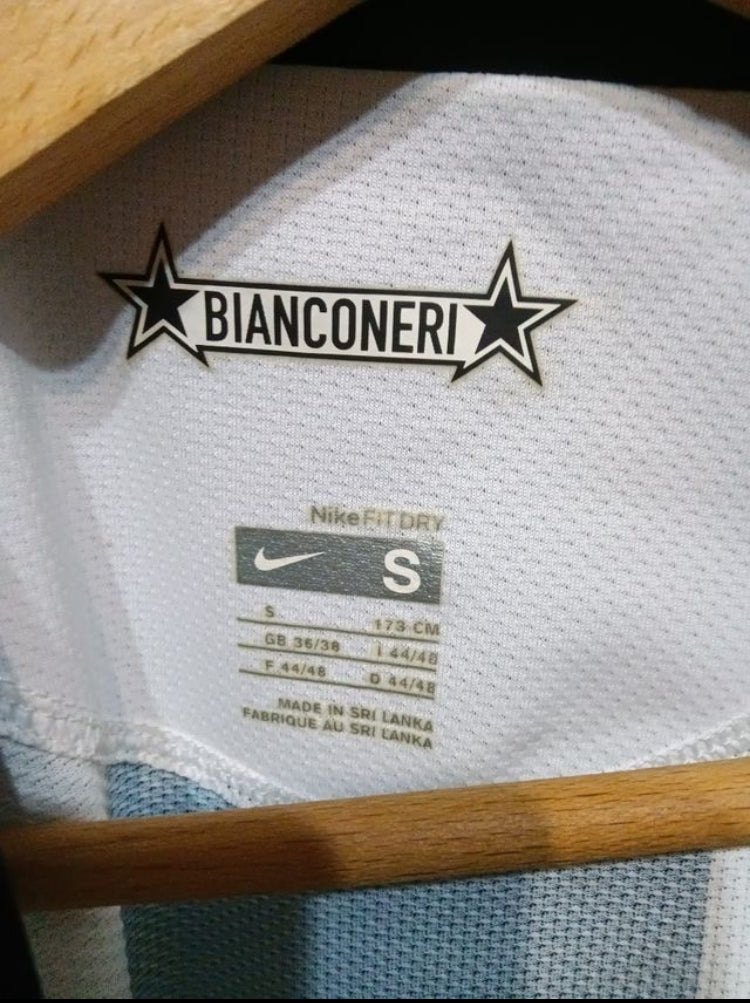 BIANCONERI
NikeFIT DRY
S
S 173 CM
GB 36/38 I 44/48
F 44/48 D 44/48
MADE IN SRI LANKA
FABRIQUE AU SRI LANKA